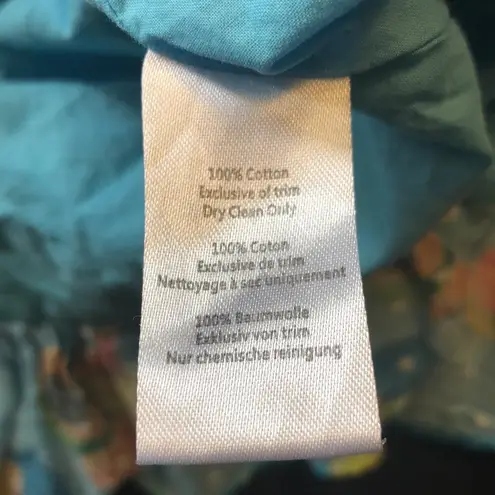 100% Cotton
Exclusive of trim
Dry Clean Only
100% Coton
Exclusive de trim
Nettoyage à sec uniquement
100% Baumwolle
Exklusiv von trim
Nur chemische reinigung